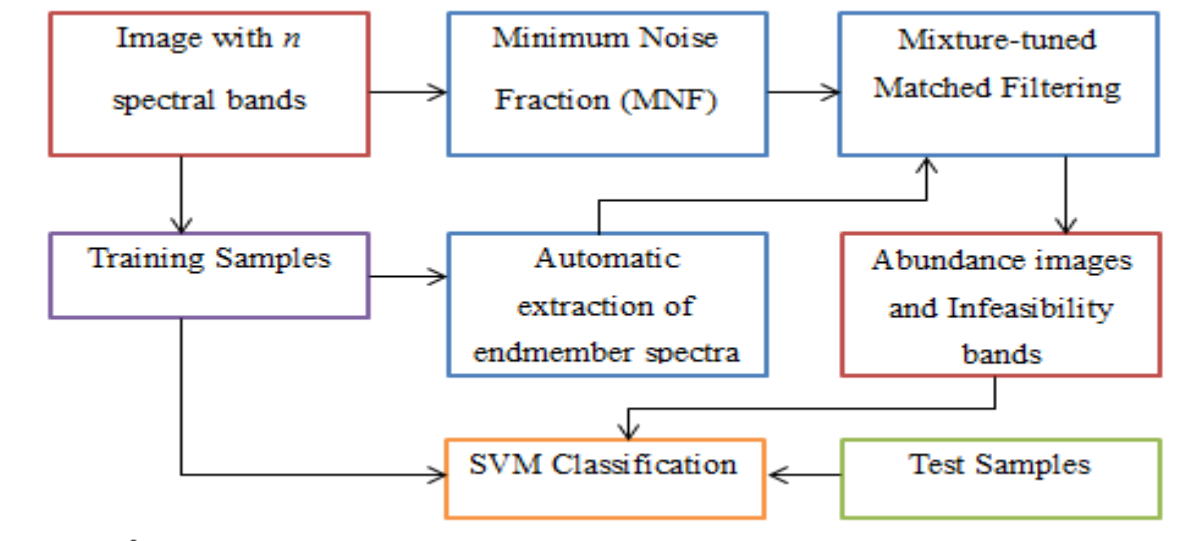 Image with n
spectral bands
Minimum Noise
Fraction (MNF)
Mixture-tuned
Matched Filtering
Training Samples
Automatic
extraction of
endmember spectra
Abundance images
and Infeasibility
bands
SVM Classification
Test Samples